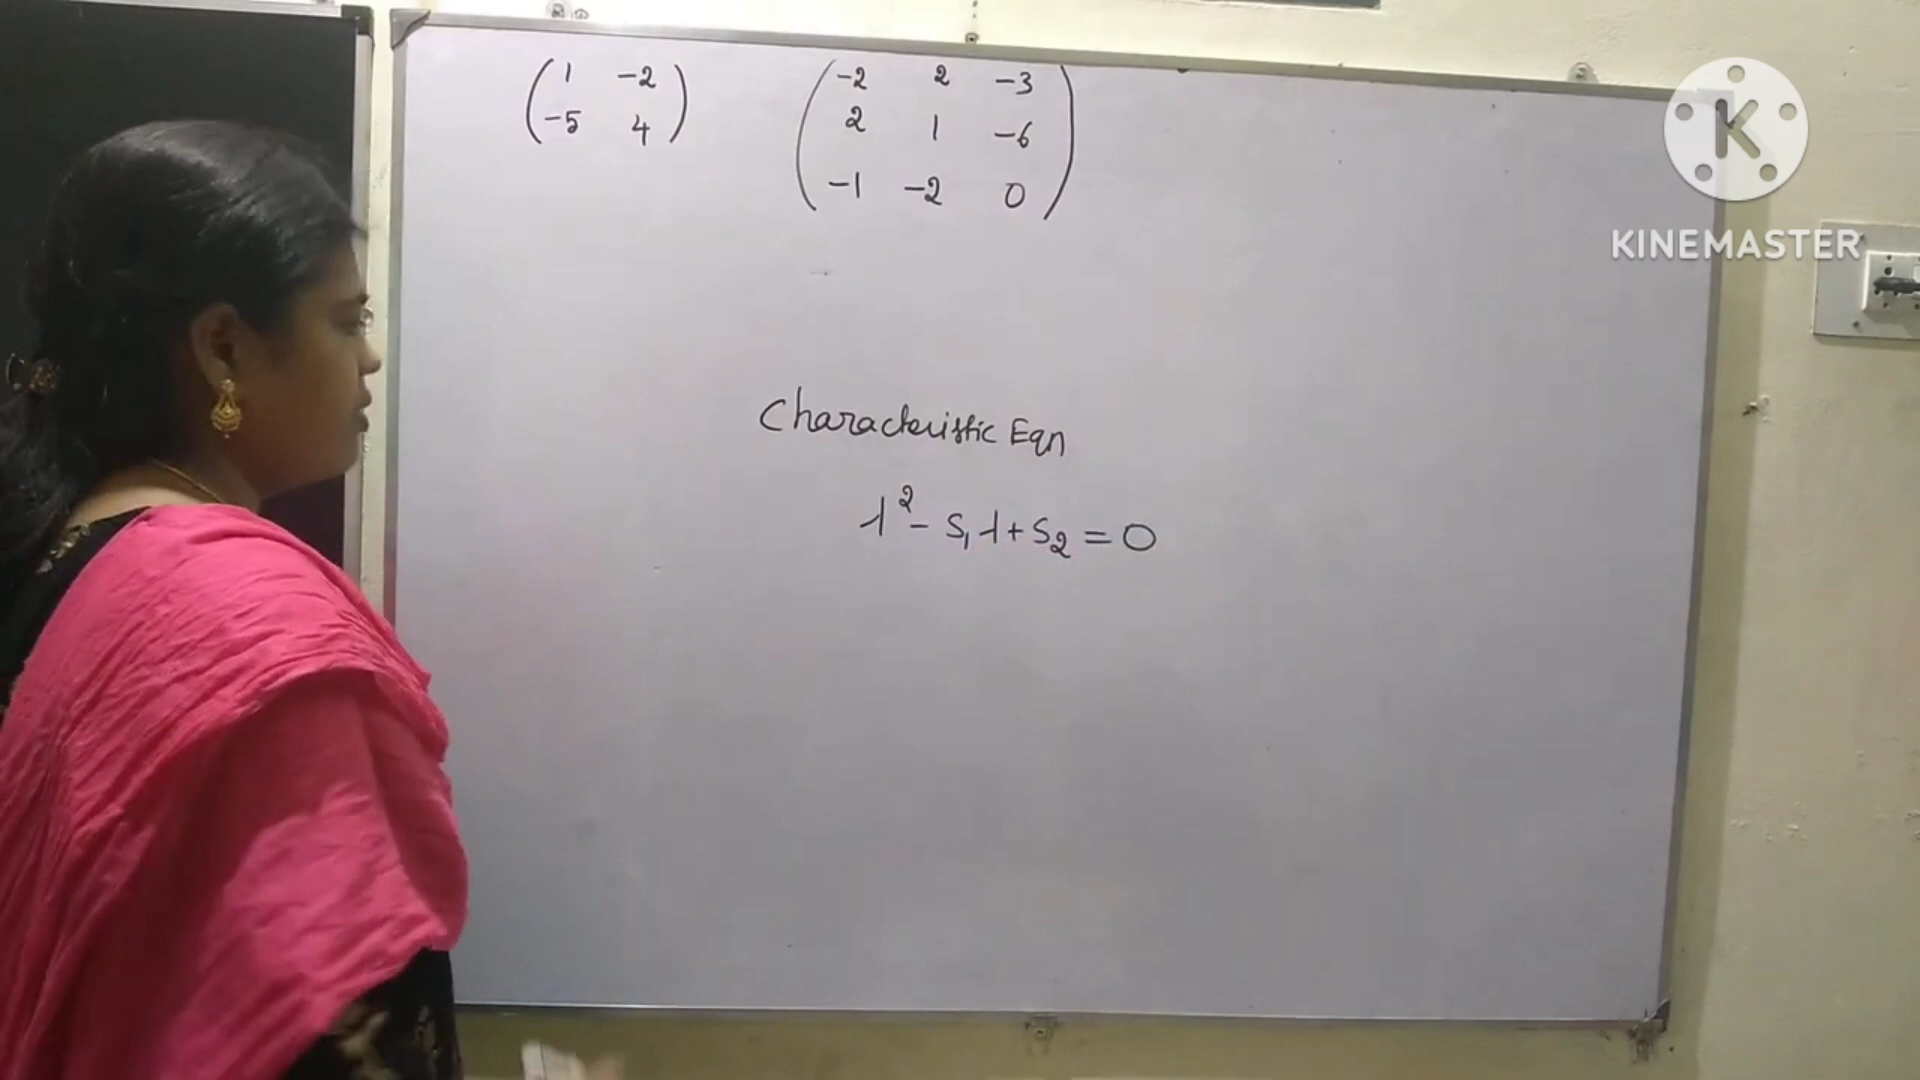 1 -2
-5 4
-2 2 -3
2 1 -6
-1 -2 0
Characteristic Eqn
λ² - S₁λ + S₂ = 0
K
KINEMASTER